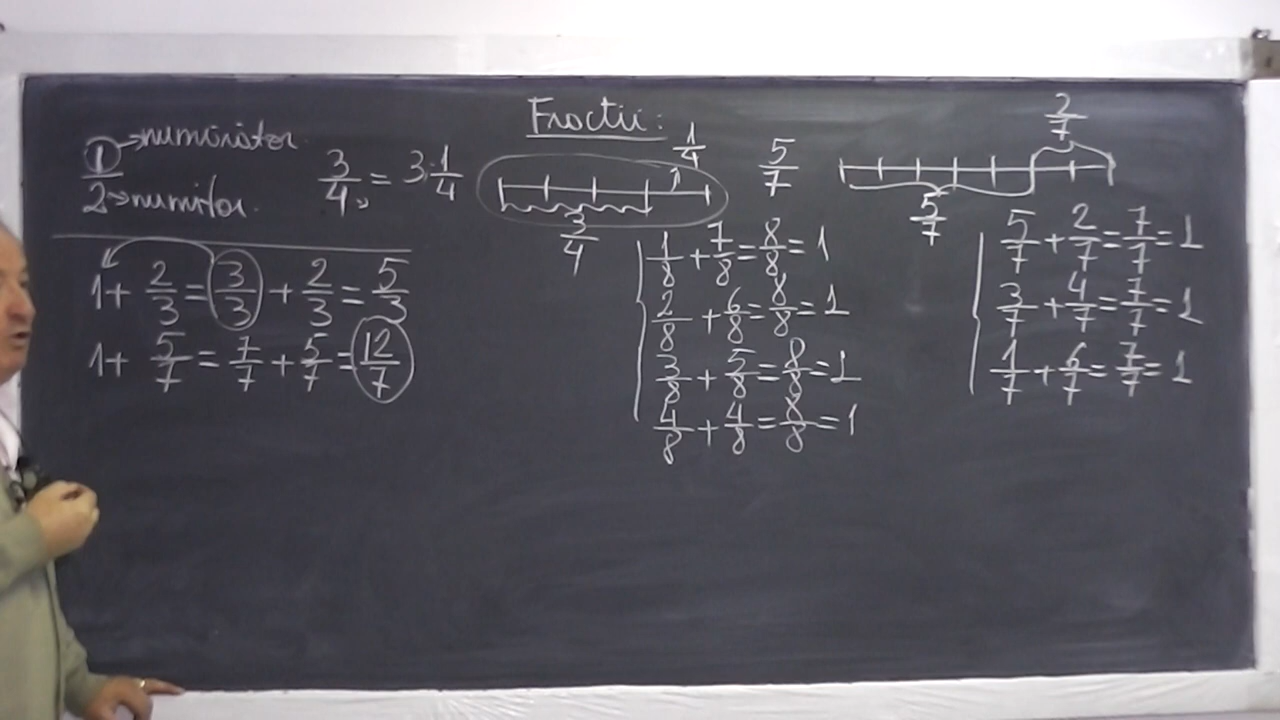 Fractii:
1 → numărător
2 → numitor.
3/4 = 3·1/4
1/4
3/4
5/7
2/7
5/7
1 + 2/3 = 3/3 + 2/3 = 5/3
1 + 5/7 = 7/7 + 5/7 = 12/7
1/8 + 7/8 = 8/8 = 1
2/8 + 6/8 = 8/8 = 1
3/8 + 5/8 = 8/8 = 1
4/8 + 4/8 = 8/8 = 1
5/7 + 2/7 = 7/7 = 1
3/7 + 4/7 = 7/7 = 1
1/7 + 6/7 = 7/7 = 1